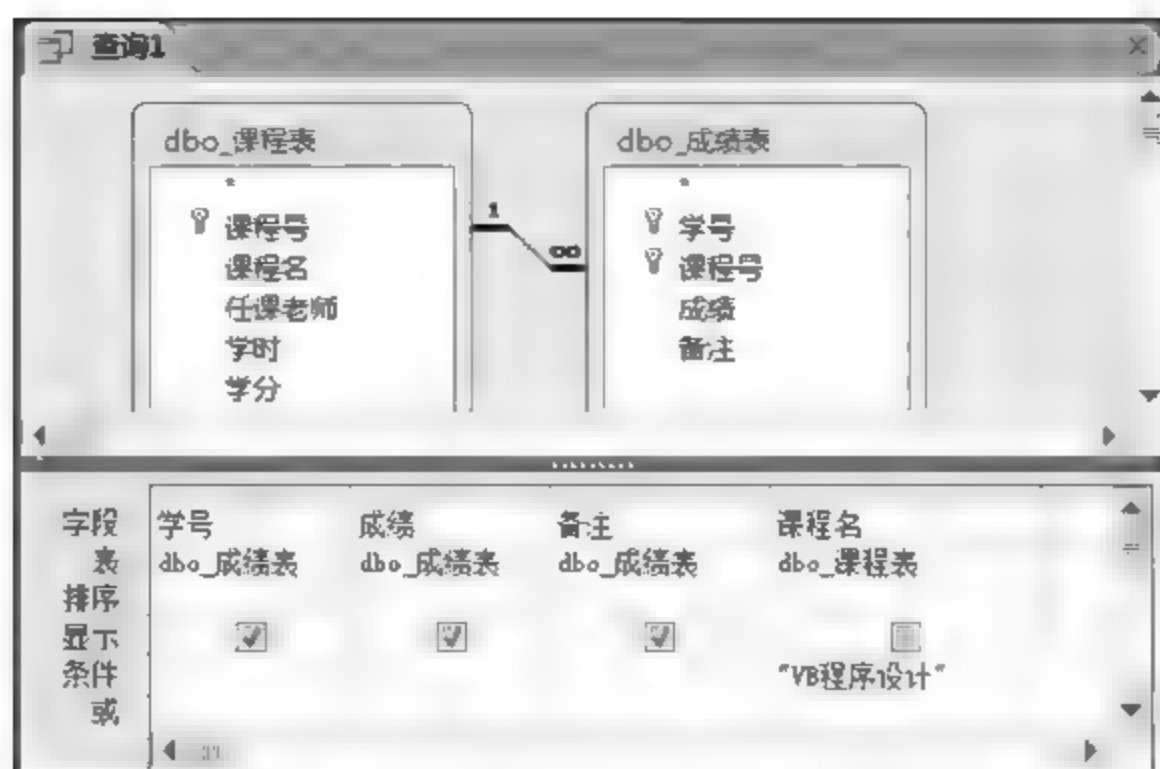 查询1
dbo_课程表
*
课程号
课程名
任课老师
学时
学分
1
∞
dbo_成绩表
*
学号
课程号
成绩
备注
字段 学号 成绩 备注 课程名
表 dbo_成绩表 dbo_成绩表 dbo_成绩表 dbo_课程表
排序
显示
条件 "VB程序设计"
或